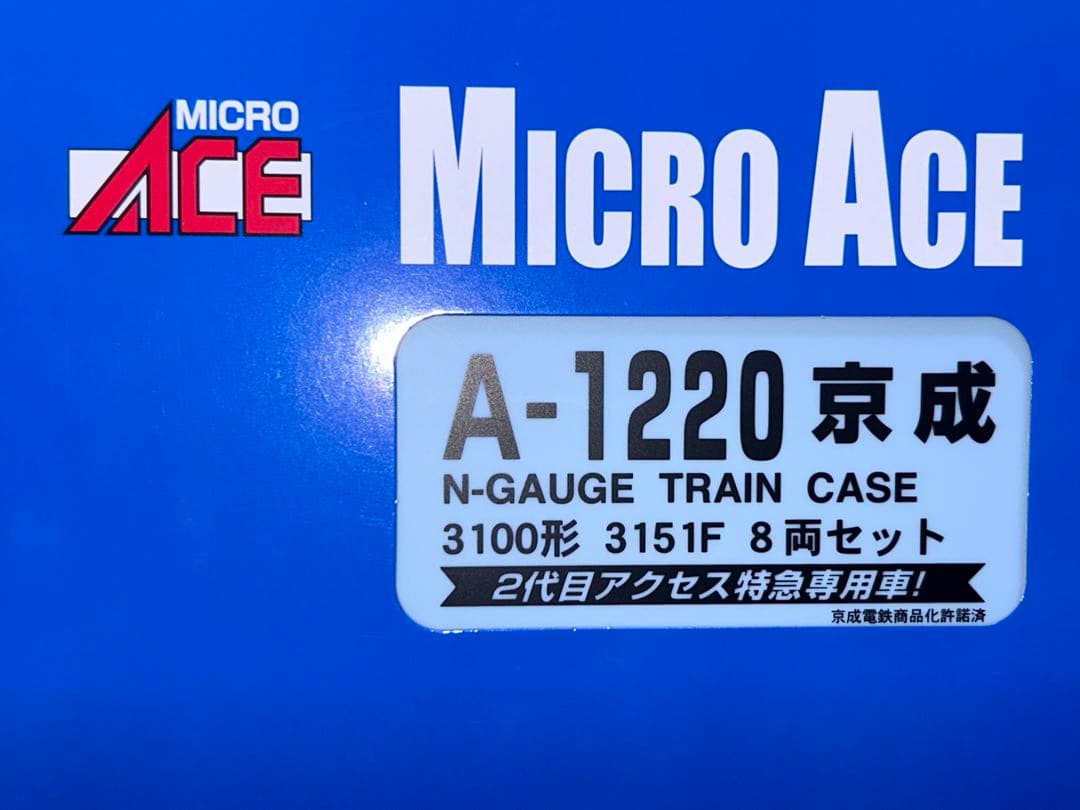 MICRO
ACE
MICRO ACE
A-1220 京成
N-GAUGE TRAIN CASE
3100形 3151F 8両セット
2代目アクセス特急専用車!
京成電鉄商品化許諾済